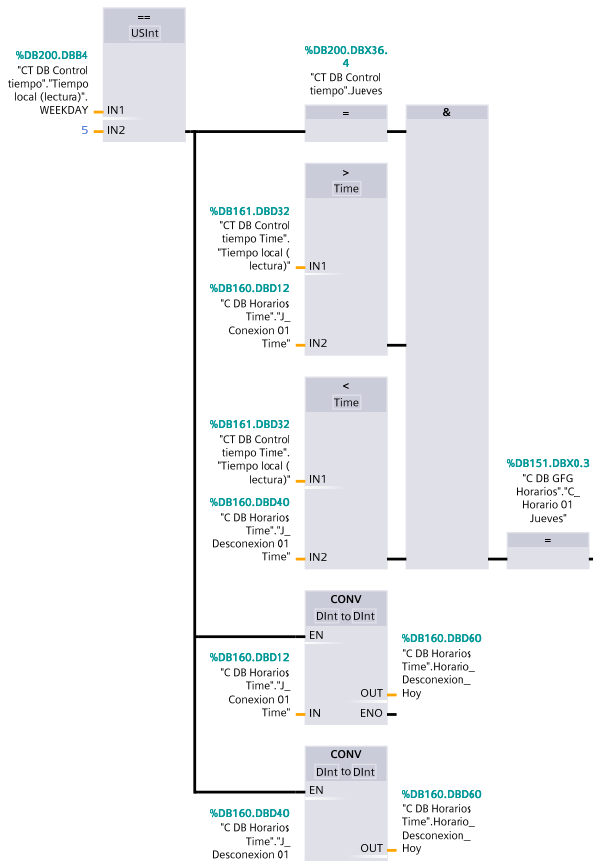 ==
USInt
%DB200.DBB4
"CT DB Control
tiempo"."Tiempo
local (lectura)".
WEEKDAY
IN1
5
IN2
%DB200.DBX36.
4
"CT DB Control
tiempo".Jueves
=
&
>
Time
%DB161.DBD32
"CT DB Control
tiempo Time".
"Tiempo local (
lectura)"
IN1
%DB160.DBD12
"C DB Horarios
Time"."J_
Conexion 01
Time"
IN2
<
Time
%DB161.DBD32
"CT DB Control
tiempo Time".
"Tiempo local (
lectura)"
IN1
%DB160.DBD40
"C DB Horarios
Time"."J_
Desconexion 01
Time"
IN2
%DB151.DBX0.3
"C DB GFG
Horarios"."C_
Horario 01
Jueves"
=
CONV
DInt to DInt
EN
%DB160.DBD12
"C DB Horarios
Time"."J_
Conexion 01
Time"
IN
%DB160.DBD60
"C DB Horarios
Time".Horario_
Desconexion_
Hoy
OUT
ENO
CONV
DInt to DInt
EN
%DB160.DBD40
"C DB Horarios
Time"."J_
Desconexion 01
%DB160.DBD60
"C DB Horarios
Time".Horario_
Desconexion_
Hoy
OUT